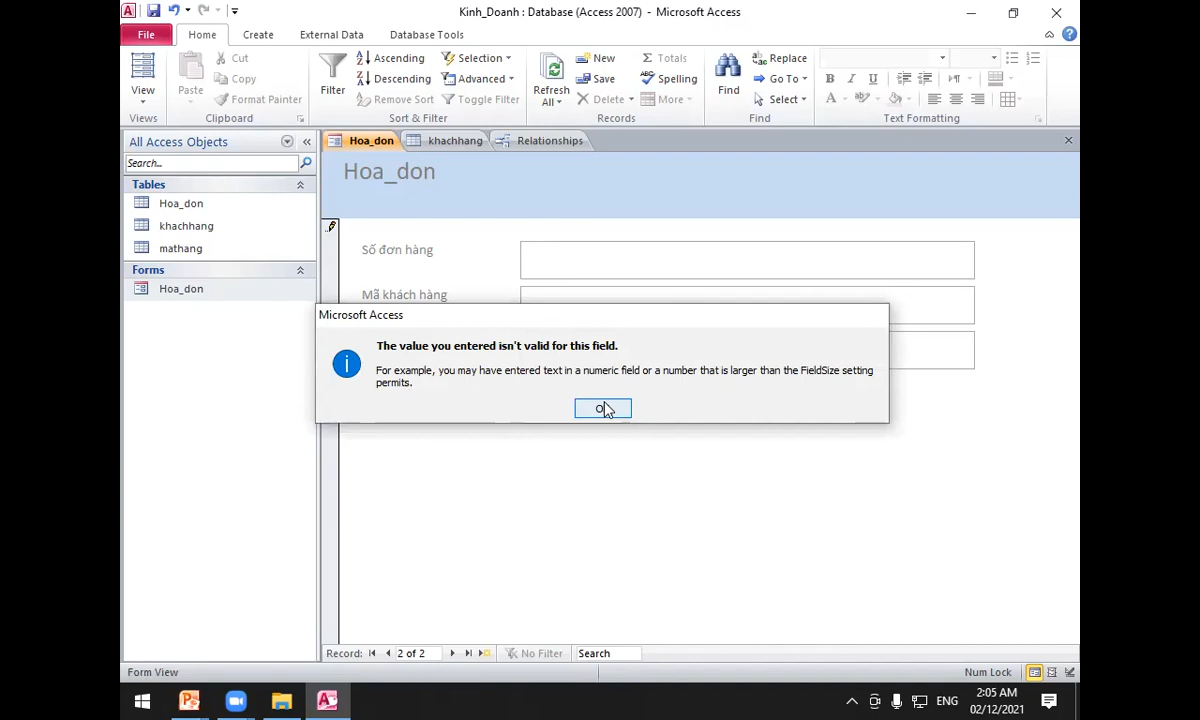 Kinh_Doanh : Database (Access 2007) - Microsoft Access
File Home Create External Data Database Tools
View
Views
Paste
Cut
Copy
Format Painter
Clipboard
Filter
Ascending
Descending
Remove Sort
Selection
Advanced
Toggle Filter
Sort & Filter
Refresh
All
New
Save
Delete
Totals
Spelling
More
Records
Find
Replace
Go To
Select
Find
B I U
A
Text Formatting
All Access Objects
Search...
Tables
Hoa_don
khachhang
mathang
Forms
Hoa_don
Hoa_don khachhang Relationships
Hoa_don
Số đơn hàng
Mã khách hàng
Microsoft Access
The value you entered isn't valid for this field.
For example, you may have entered text in a numeric field or a number that is larger than the FieldSize setting
permits.
Record: 2 of 2 No Filter Search
Form View Num Lock
ENG
2:05 AM
02/12/2021